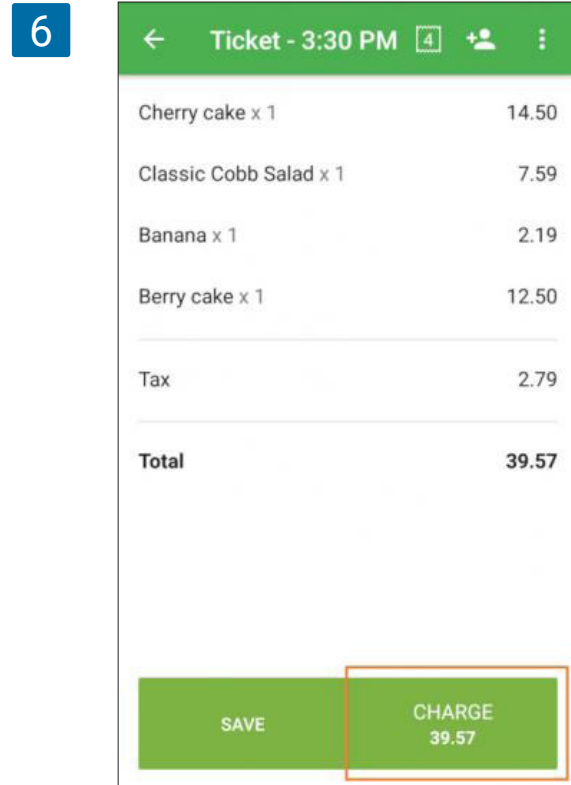 6
Ticket - 3:30 PM 4
Cherry cake x 1 14.50
Classic Cobb Salad x 1 7.59
Banana x 1 2.19
Berry cake x 1 12.50
Tax 2.79
Total 39.57
SAVE
CHARGE
39.57